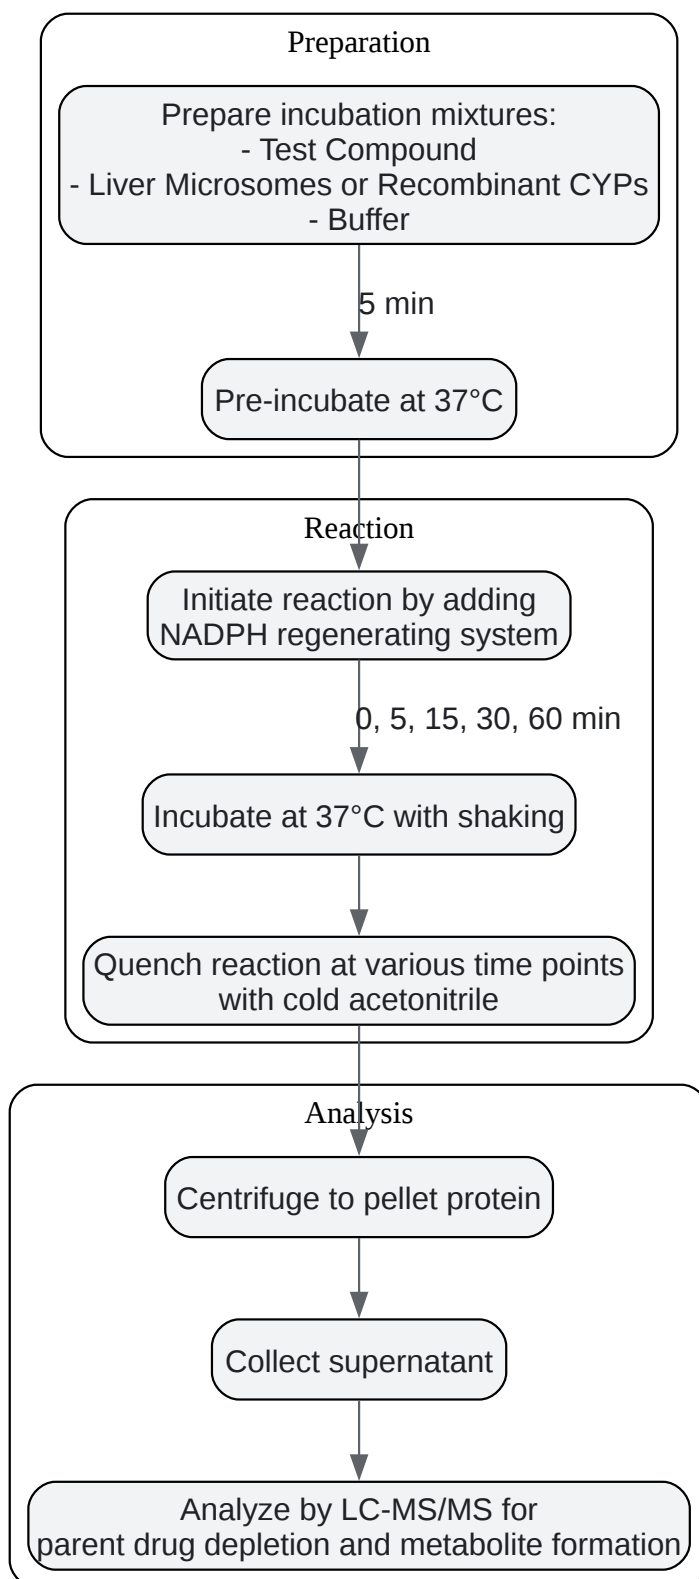 Preparation
Prepare incubation mixtures:
- Test Compound
- Liver Microsomes or Recombinant CYPs
- Buffer
5 min
Pre-incubate at 37°C
Reaction
Initiate reaction by adding
NADPH regenerating system
0, 5, 15, 30, 60 min
Incubate at 37°C with shaking
Quench reaction at various time points
with cold acetonitrile
Analysis
Centrifuge to pellet protein
Collect supernatant
Analyze by LC-MS/MS for
parent drug depletion and metabolite formation